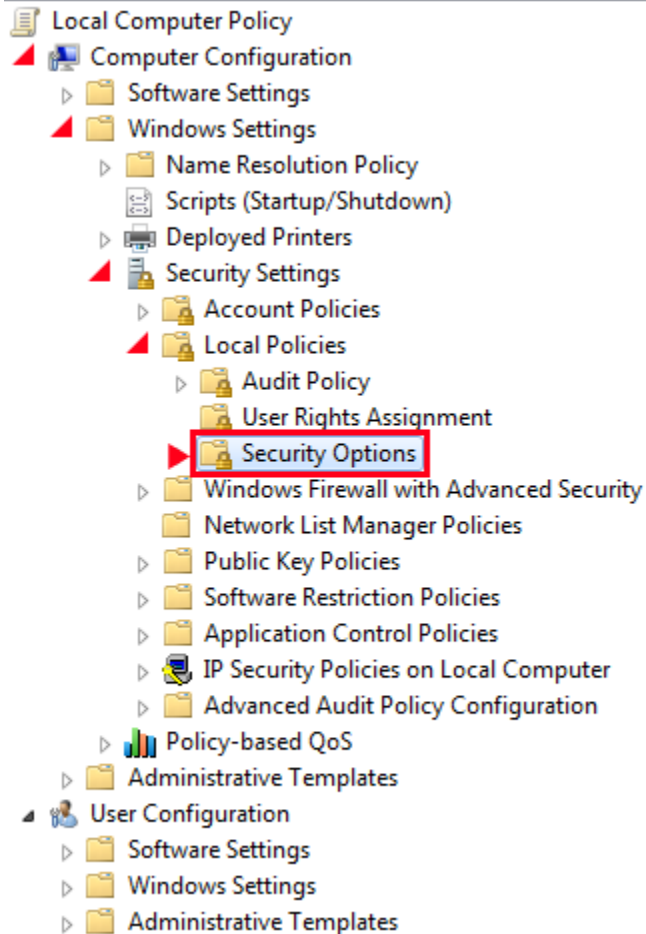 Local Computer Policy
Computer Configuration
Software Settings
Windows Settings
Name Resolution Policy
Scripts (Startup/Shutdown)
Deployed Printers
Security Settings
Account Policies
Local Policies
Audit Policy
User Rights Assignment
Security Options
Windows Firewall with Advanced Security
Network List Manager Policies
Public Key Policies
Software Restriction Policies
Application Control Policies
IP Security Policies on Local Computer
Advanced Audit Policy Configuration
Policy-based QoS
Administrative Templates
User Configuration
Software Settings
Windows Settings
Administrative Templates